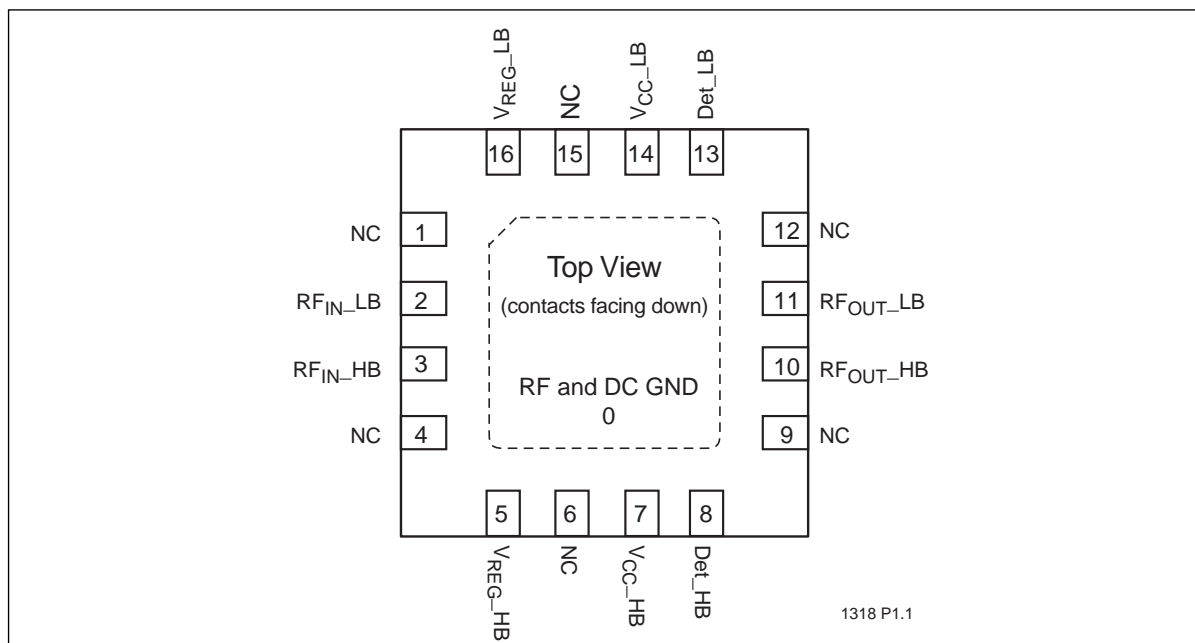 VREG_LB
NC
VCC_LB
Det_LB
16
15
14
13
NC 1
12 NC
Top View
RFIN_LB 2
(contacts facing down)
11 RFOUT_LB
RFIN_HB 3
10 RFOUT_HB
RF and DC GND
0
NC 4
9 NC
5
6
7
8
VREG_HB
NC
VCC_HB
Det_HB
1318 P1.1